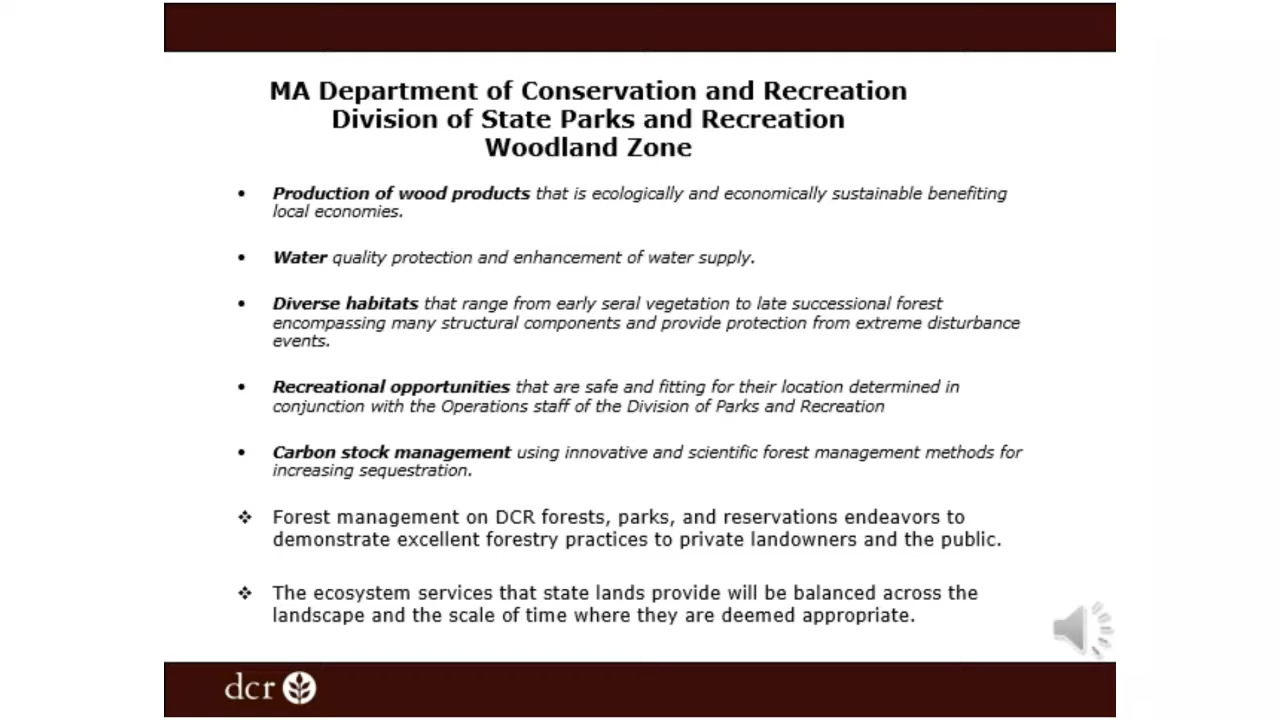 MA Department of Conservation and Recreation
Division of State Parks and Recreation
Woodland Zone
• Production of wood products that is ecologically and economically sustainable benefiting
local economies.
• Water quality protection and enhancement of water supply.
• Diverse habitats that range from early seral vegetation to late successional forest
encompassing many structural components and provide protection from extreme disturbance
events.
• Recreational opportunities that are safe and fitting for their location determined in
conjunction with the Operations staff of the Division of Parks and Recreation
• Carbon stock management using innovative and scientific forest management methods for
increasing sequestration.
❖ Forest management on DCR forests, parks, and reservations endeavors to
demonstrate excellent forestry practices to private landowners and the public.
❖ The ecosystem services that state lands provide will be balanced across the
landscape and the scale of time where they are deemed appropriate.
dcr